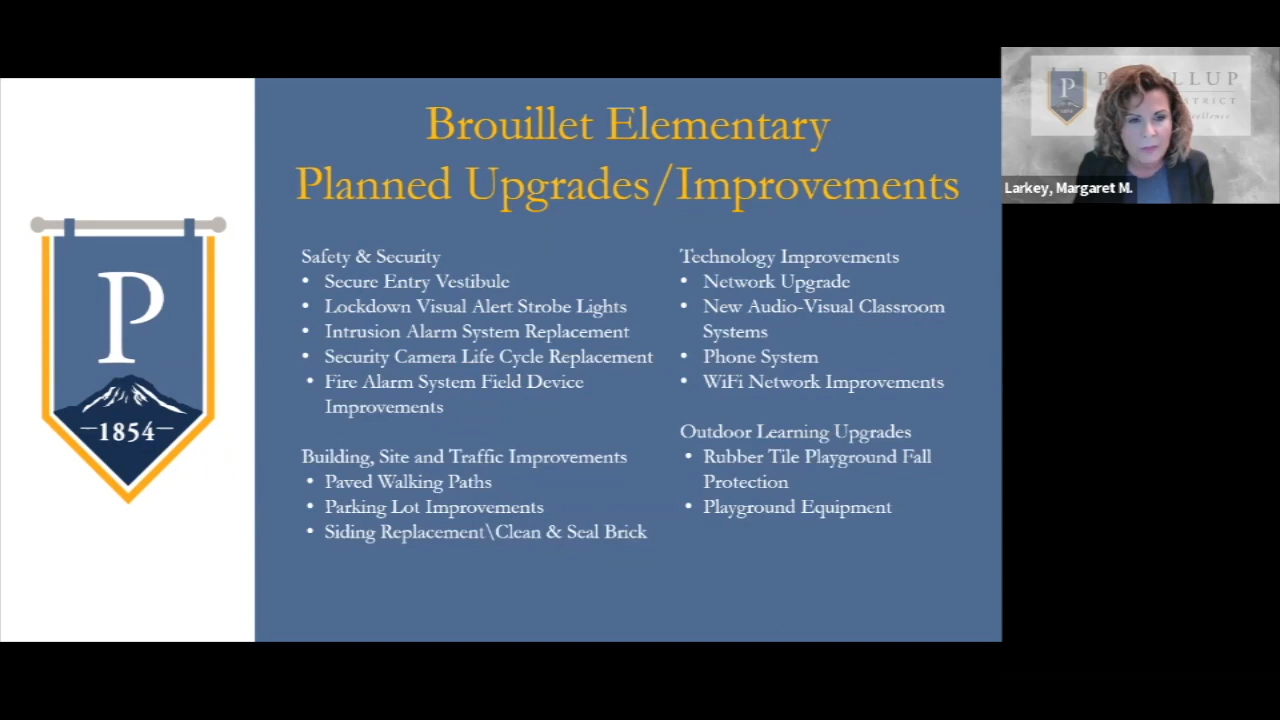 Brouillet Elementary
Planned Upgrades/Improvements
P
1854
Safety & Security
• Secure Entry Vestibule
• Lockdown Visual Alert Strobe Lights
• Intrusion Alarm System Replacement
• Security Camera Life Cycle Replacement
• Fire Alarm System Field Device
Improvements
Building, Site and Traffic Improvements
• Paved Walking Paths
• Parking Lot Improvements
• Siding Replacement\Clean & Seal Brick
Technology Improvements
• Network Upgrade
• New Audio-Visual Classroom
Systems
• Phone System
• WiFi Network Improvements
Outdoor Learning Upgrades
• Rubber Tile Playground Fall
Protection
• Playground Equipment
P
Larkey, Margaret M.